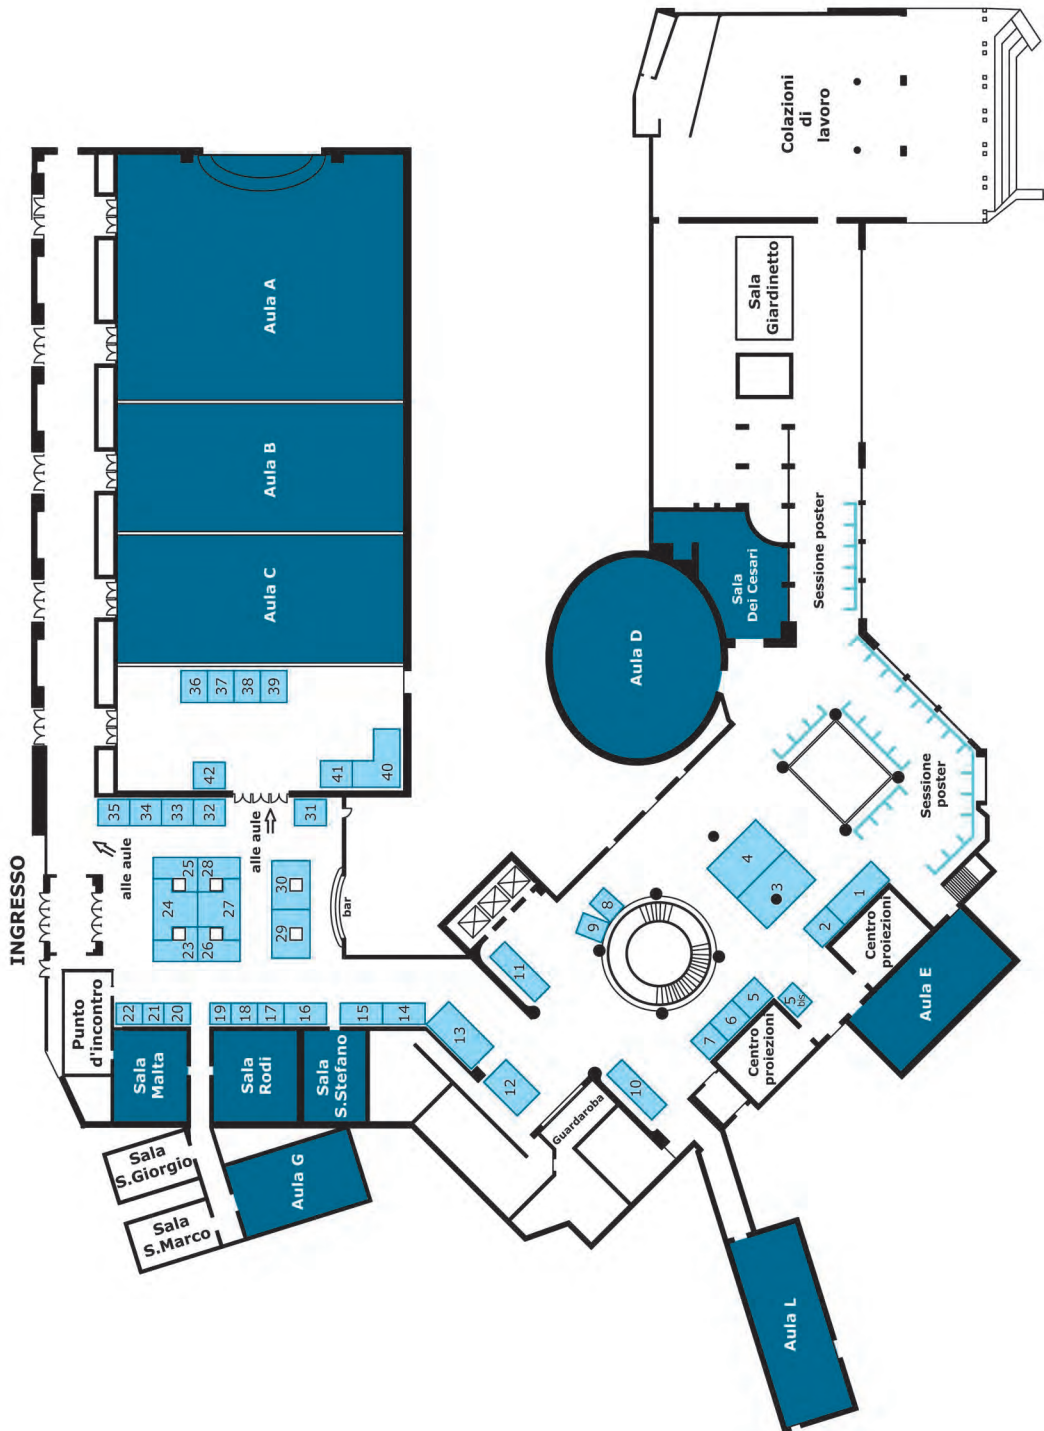 INGRESSO
Colazioni
di
lavoro
Sala
Giardinetto
Aula A
Aula B
Aula C
36
37
38
39
42
41
40
35
34
33
32
31
alle aule
alle aule
25
28
24
27
23
26
30
29
bar
Punto
d'incontro
22
21
20
19
18
17
16
15
14
13
12
11
10
9
8
7
6
5
5
bis
4
3
2
1
Sala
Malta
Sala
Rodi
Sala
S.Stefano
Sala
S.Giorgio
Sala
S.Marco
Aula G
Guardaroba
Centro
proiezioni
Centro
proiezioni
Aula D
Sala
Dei Cesari
Sessione poster
Sessione
poster
Aula E
Aula L